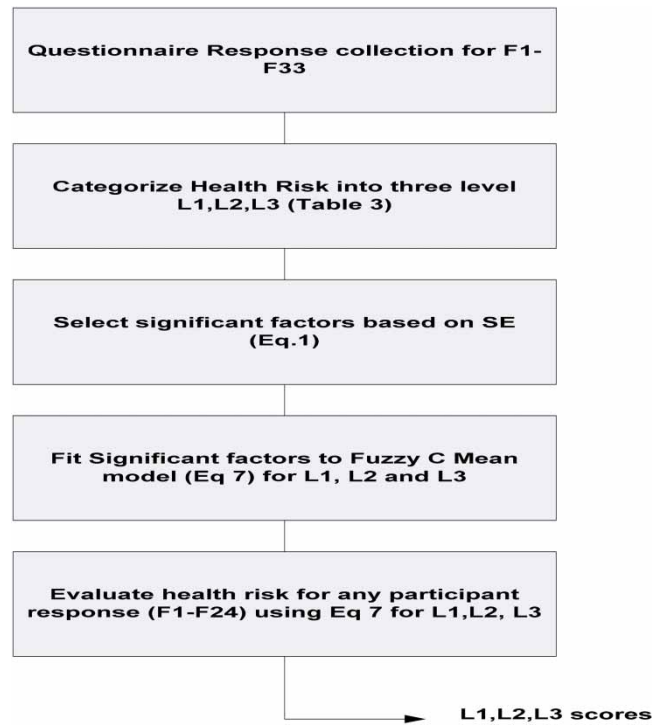 Questionnaire Response collection for F1-
F33
Categorize Health Risk into three level
L1,L2,L3 (Table 3)
Select significant factors based on SE
(Eq.1)
Fit Significant factors to Fuzzy C Mean
model (Eq 7) for L1, L2 and L3
Evaluate health risk for any participant
response (F1-F24) using Eq 7 for L1,L2, L3
L1,L2,L3 scores